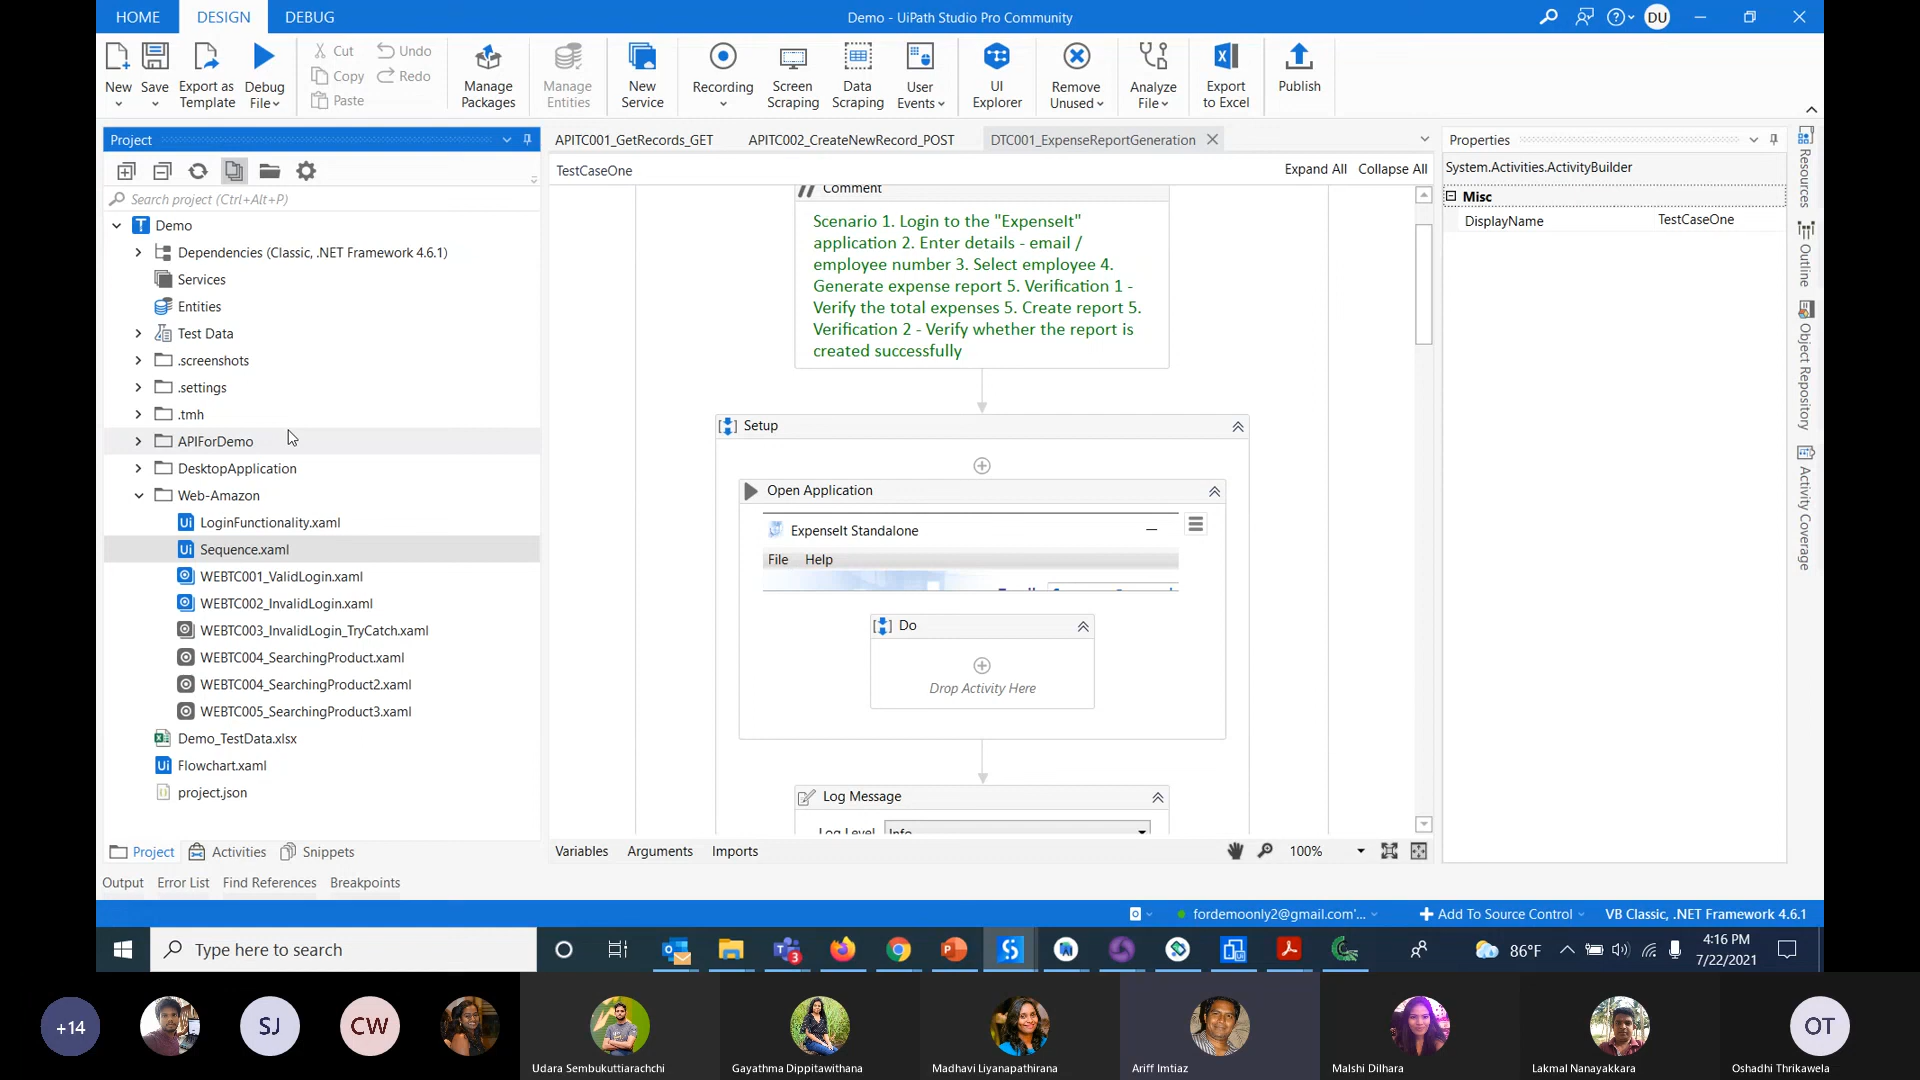 HOME
DESIGN
DEBUG
Demo - UiPath Studio Pro Community
DU
New
Save
Export as
Template
Debug
File
Cut
Copy
Paste
Undo
Redo
Manage
Packages
Manage
Entities
New
Service
Recording
Screen
Scraping
Data
Scraping
User
Events
UI
Explorer
Remove
Unused
Analyze
File
Export
to Excel
Publish
Project
Search project (Ctrl+Alt+P)
Demo
Dependencies (Classic, .NET Framework 4.6.1)
Services
Entities
Test Data
.screenshots
.settings
.tmh
APIForDemo
DesktopApplication
Web-Amazon
LoginFunctionality.xaml
Sequence.xaml
WEBTC001_ValidLogin.xaml
WEBTC002_InvalidLogin.xaml
WEBTC003_InvalidLogin_TryCatch.xaml
WEBTC004_SearchingProduct.xaml
WEBTC004_SearchingProduct2.xaml
WEBTC005_SearchingProduct3.xaml
Demo_TestData.xlsx
Flowchart.xaml
project.json
Project
Activities
Snippets
APITC001_GetRecords_GET
APITC002_CreateNewRecord_POST
DTC001_ExpenseReportGeneration
TestCaseOne
Expand All
Collapse All
Comment
Scenario 1. Login to the "ExpenseIt"
application 2. Enter details - email /
employee number 3. Select employee 4.
Generate expense report 5. Verification 1 -
Verify the total expenses 5. Create report 5.
Verification 2 - Verify whether the report is
created successfully
Setup
Open Application
ExpenseIt Standalone
File
Help
Do
Drop Activity Here
Log Message
Log Level
Info
Variables
Arguments
Imports
100%
Properties
System.Activities.ActivityBuilder
Misc
DisplayName
TestCaseOne
Resources
Outline
Object Repository
Activity Coverage
Output
Error List
Find References
Breakpoints
fordemoonly2@gmail.com'...
Add To Source Control
VB Classic, .NET Framework 4.6.1
Type here to search
3
86°F
4:16 PM
7/22/2021
+14
SJ
CW
Udara Sembukuttiarachchi
Gayathma Dippitawithana
Madhavi Liyanapathirana
Ariff Imtiaz
Malshi Dilhara
Lakmal Nanayakkara
OT
Oshadhi Thrikawela